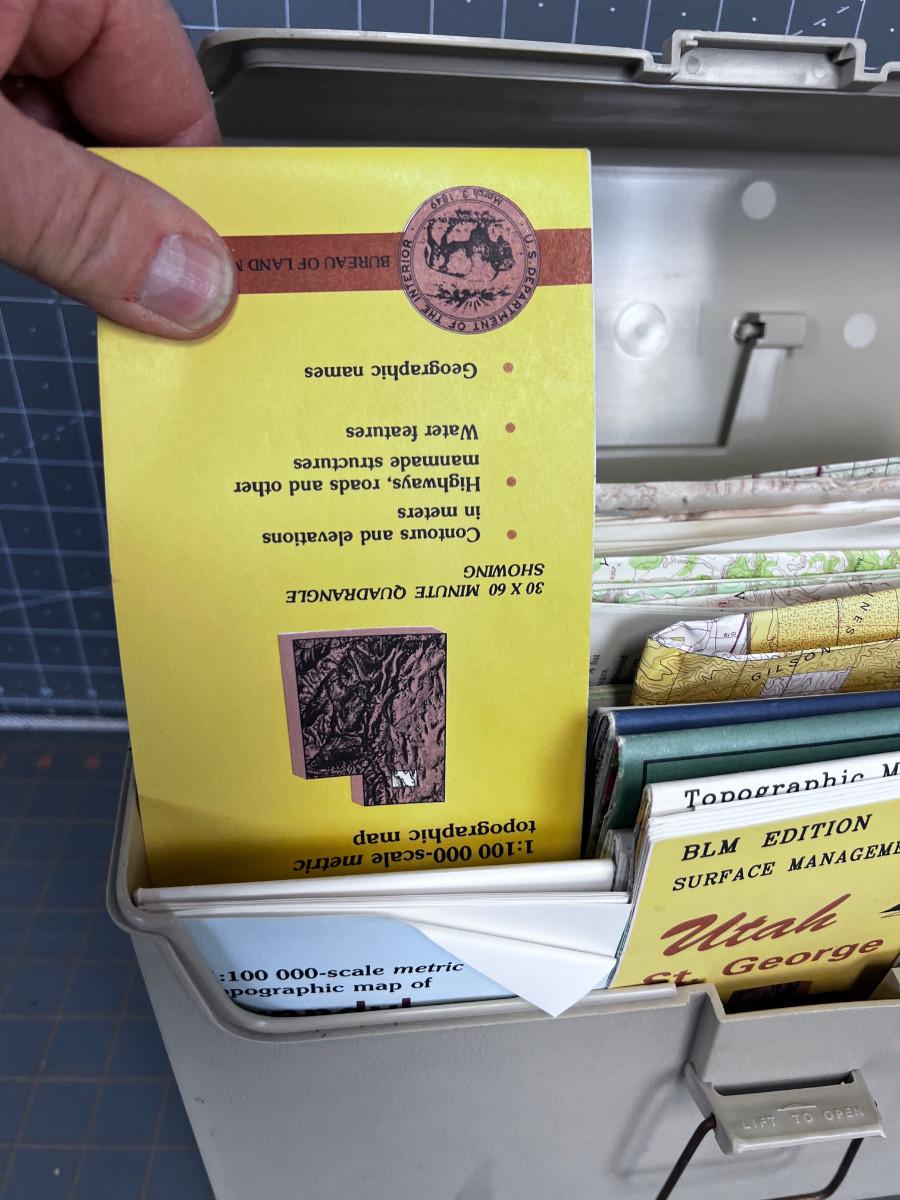 1:100 000-scale metric
topographic map
30 X 60 MINUTE QUADRANGLE
SHOWING
• Contours and elevations
in meters
• Highways, roads and other
manmade structures
• Water features
• Geographic names
BUREAU OF LAND
U.S. DEPARTMENT OF THE INTERIOR
March 3, 1849
Topographic M
BLM EDITION
SURFACE MANAGEME
Utah
St. George
:100 000-scale metric
opographic map of
LIFT TO OPEN